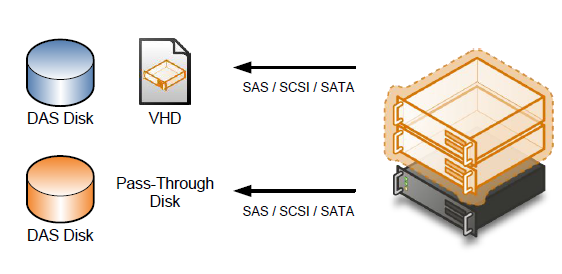 DAS Disk
VHD
SAS / SCSI / SATA
DAS Disk
Pass-Through
Disk
SAS / SCSI / SATA